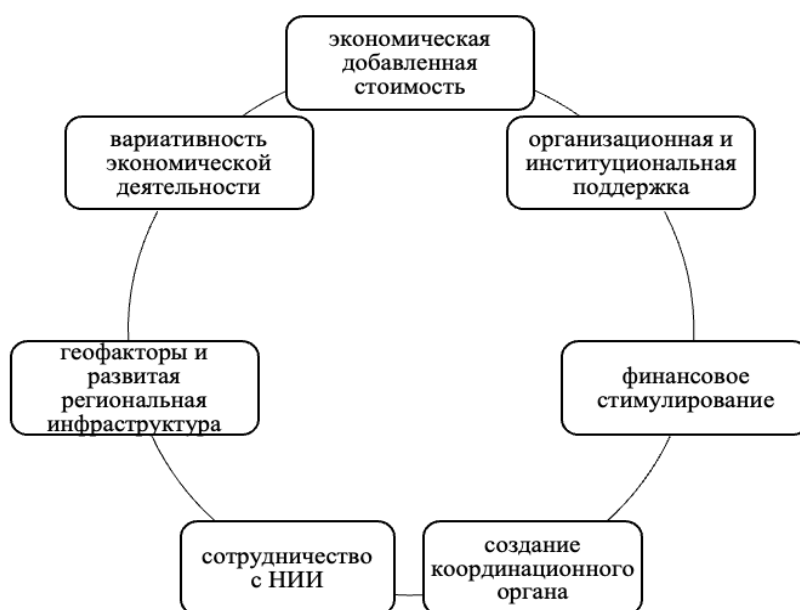 экономическая
добавленная
стоимость
организационная и
институциональная
поддержка
финансовое
стимулирование
создание
координационного
органа
сотрудничество
с НИИ
геофакторы и
развитая
региональная
инфраструктура
вариативность
экономической
деятельности